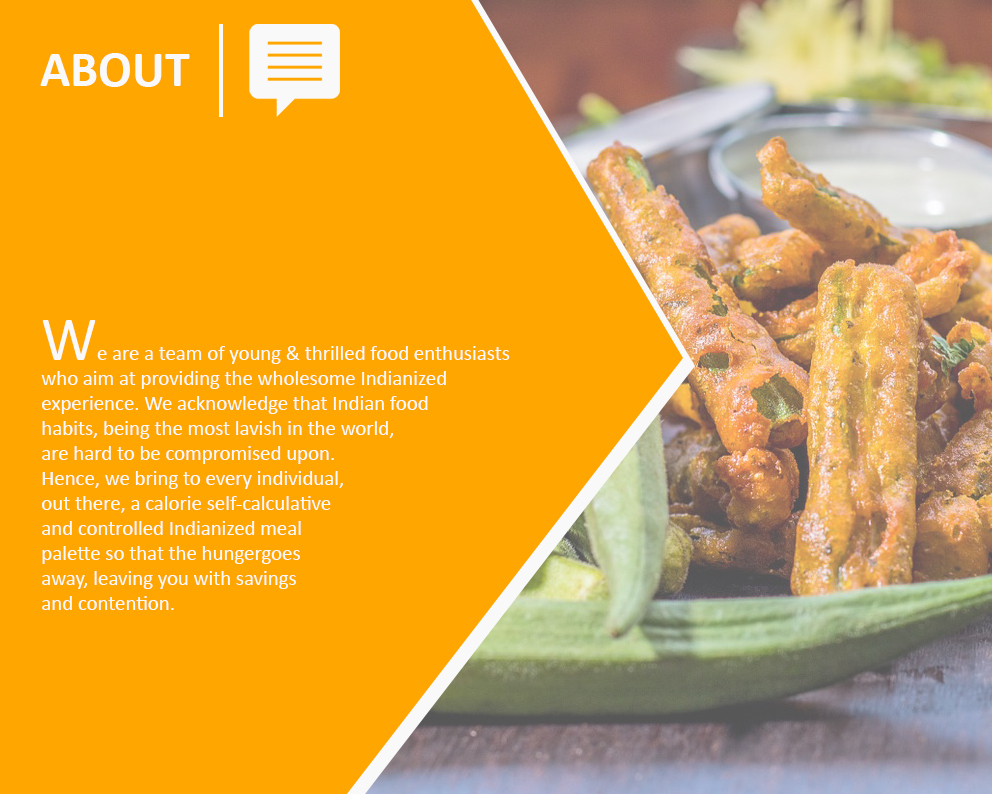 ABOUT
We are a team of young & thrilled food enthusiasts
who aim at providing the wholesome Indianized
experience. We acknowledge that Indian food
habits, being the most lavish in the world,
are hard to be compromised upon.
Hence, we bring to every individual,
out there, a calorie self-calculative
and controlled Indianized meal
palette so that the hungergoes
away, leaving you with savings
and contention.